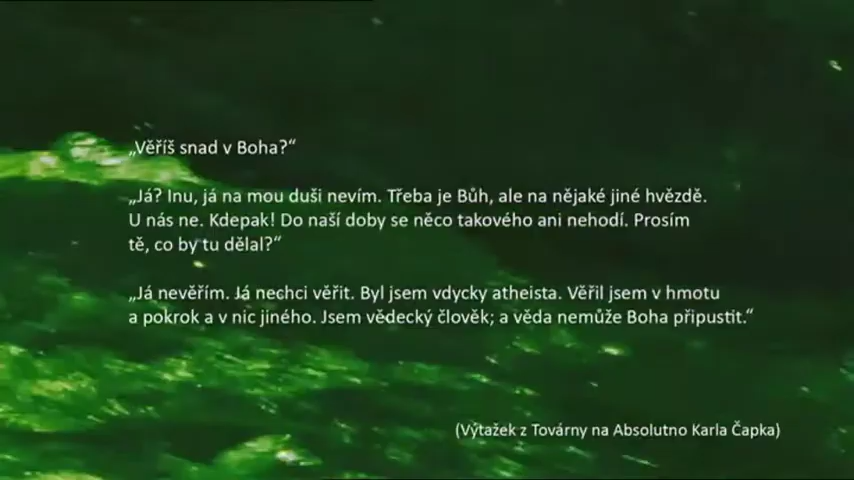 „Věříš snad v Boha?“
„Já? Inu, já na mou duši nevím. Třeba je Bůh, ale na nějaké jiné hvězdě.
U nás ne. Kdepak! Do naší doby se něco takového ani nehodí. Prosím
tě, co by tu dělal?“
„Já nevěřím. Já nechci věřit. Byl jsem vdycky atheista. Věřil jsem v hmotu
a pokrok a v nic jiného. Jsem vědecký člověk; a věda nemůže Boha připustit.“
(Výtažek z Továrny na Absolutno Karla Čapka)